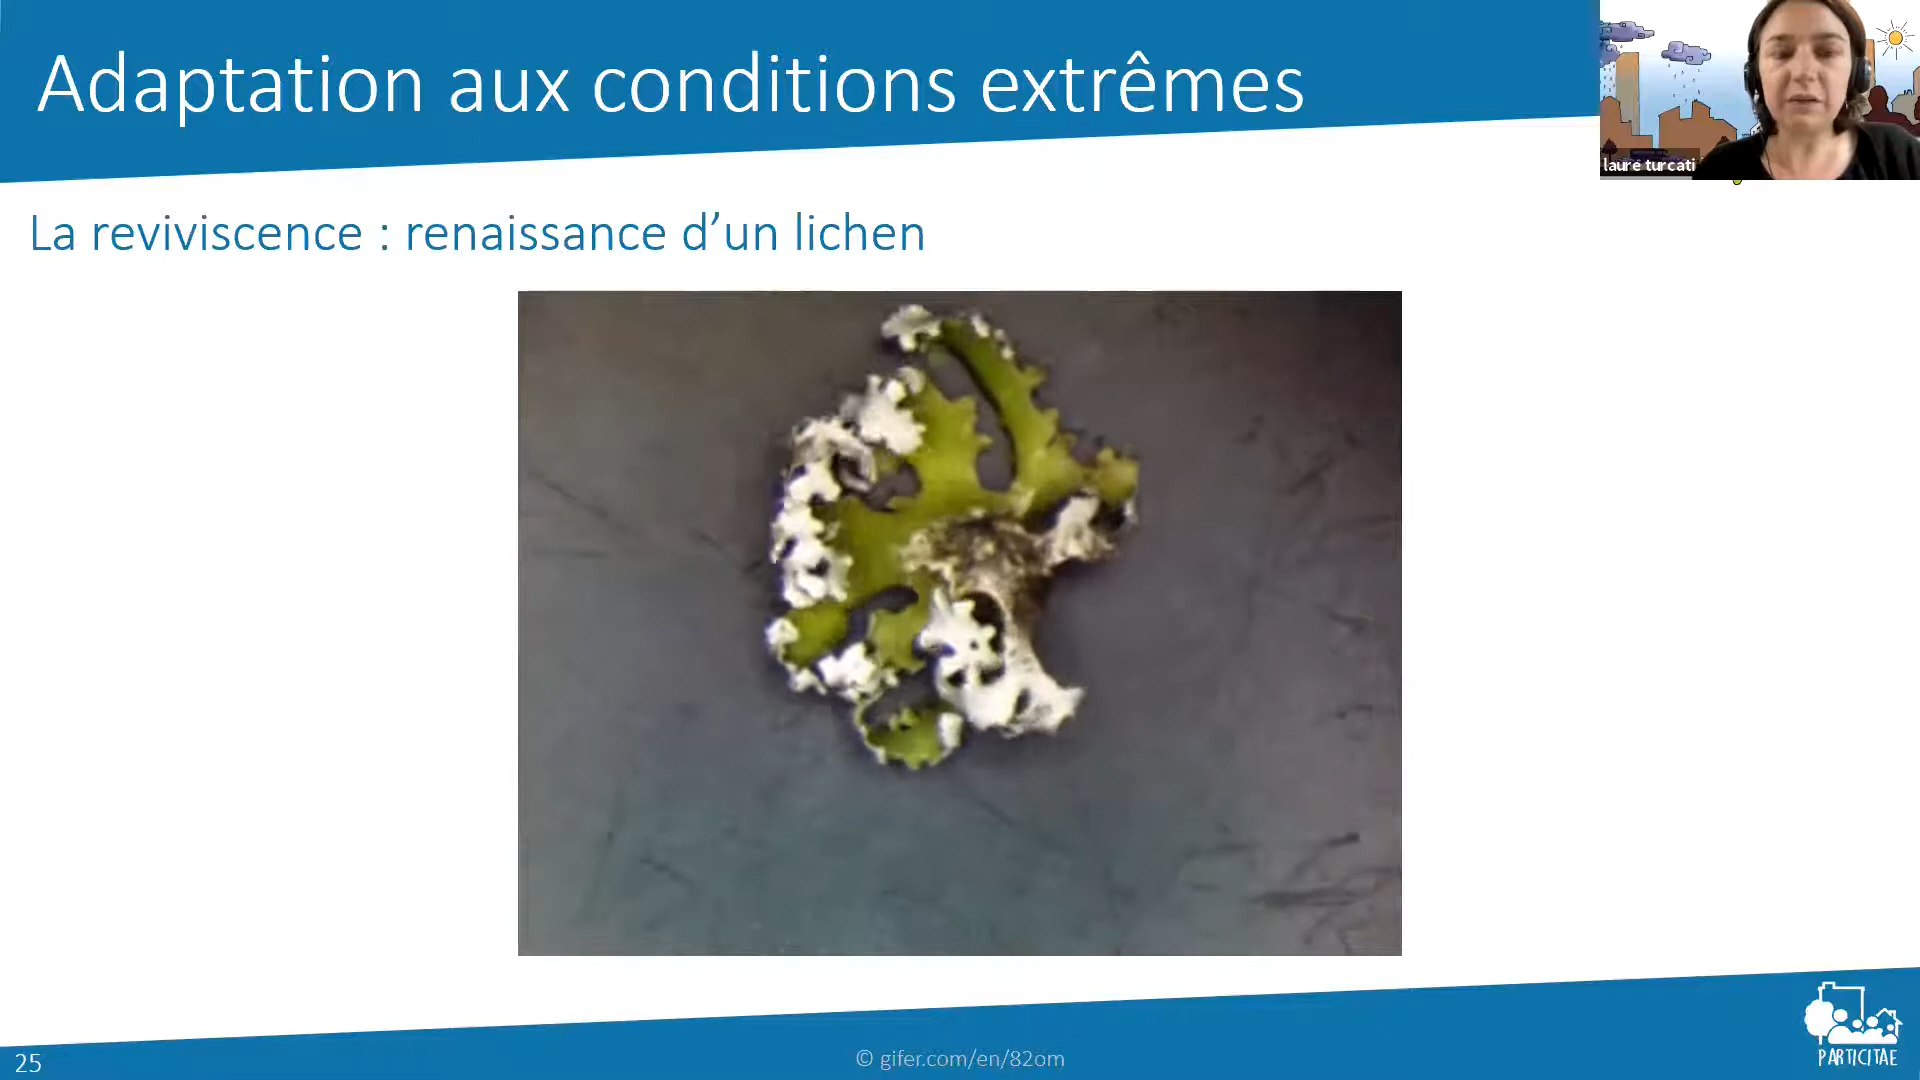 Adaptation aux conditions extrêmes
laure turcati
La reviviscence : renaissance d’un lichen
25
© gifer.com/en/82om
PARTICITAE